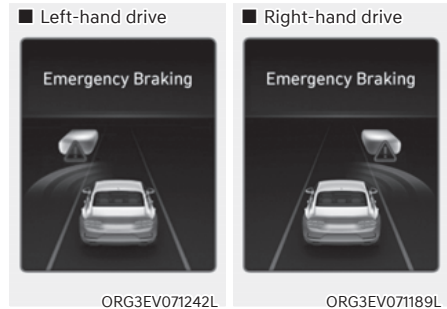 ■ Left-hand drive
Emergency Braking
ORG3EV071242L
■ Right-hand drive
Emergency Braking
ORG3EV071189L